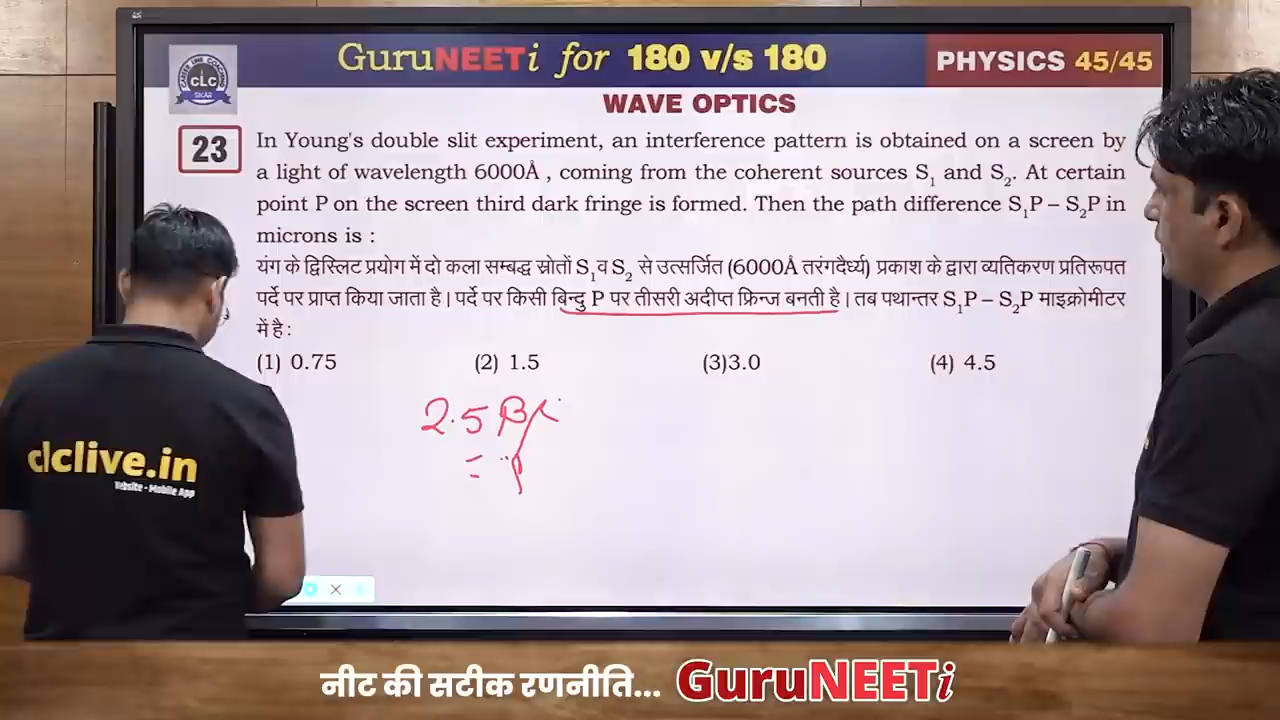 GuruNEETi for 180 v/s 180
PHYSICS 45/45
CLC
SIKAR
WAVE OPTICS
23
In Young's double slit experiment, an interference pattern is obtained on a screen by
a light of wavelength 6000Å , coming from the coherent sources S₁ and S₂. At certain
point P on the screen third dark fringe is formed. Then the path difference S₁P – S₂P in
microns is :
यंग के द्विस्लिट प्रयोग में दो कला सम्बद्ध स्रोतों S₁व S₂ से उत्सर्जित (6000Å तरंगदैर्ध्य) प्रकाश के द्वारा व्यतिकरण प्रतिरूपत
पर्दे पर प्राप्त किया जाता है। पर्दे पर किसी बिन्दु P पर तीसरी अदीप्त फ्रिन्ज बनती है। तब पथान्तर S₁P – S₂P माइक्रोमीटर
में है :
(1) 0.75 (2) 1.5 (3)3.0 (4) 4.5
2.5
=
clclive.in
Website - Mobile App
नीट की सटीक रणनीति... GuruNEETi